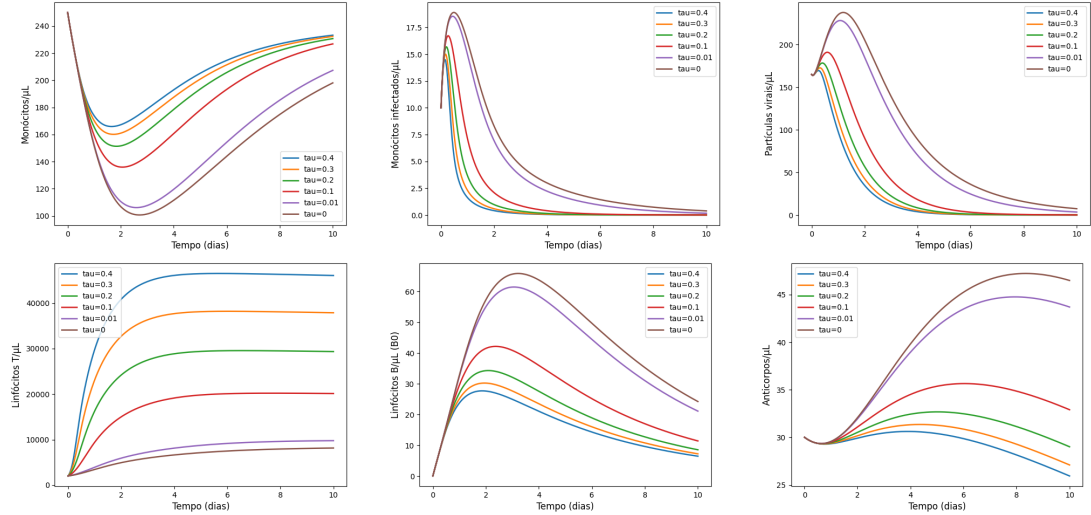 Monócitos/µL
250
240
220
200
180
160
140
120
100
0
2
4
6
8
10
Tempo (dias)
tau=0.4
tau=0.3
tau=0.2
tau=0.1
tau=0.01
tau=0
Monócitos infectados/µL
17.5
15.0
12.5
10.0
7.5
5.0
2.5
0.0
0
2
4
6
8
10
Tempo (dias)
tau=0.4
tau=0.3
tau=0.2
tau=0.1
tau=0.01
tau=0
Partículas virais/µL
200
150
100
50
0
0
2
4
6
8
10
Tempo (dias)
tau=0.4
tau=0.3
tau=0.2
tau=0.1
tau=0.01
tau=0
Linfócitos T/µL
40000
30000
20000
10000
0
0
2
4
6
8
10
Tempo (dias)
tau=0.4
tau=0.3
tau=0.2
tau=0.1
tau=0.01
tau=0
Linfócitos B/µL (B0)
60
50
40
30
20
10
0
0
2
4
6
8
10
Tempo (dias)
tau=0.4
tau=0.3
tau=0.2
tau=0.1
tau=0.01
tau=0
Anticorpos/µL
45
40
35
30
25
0
2
4
6
8
10
Tempo (dias)
tau=0.4
tau=0.3
tau=0.2
tau=0.1
tau=0.01
tau=0